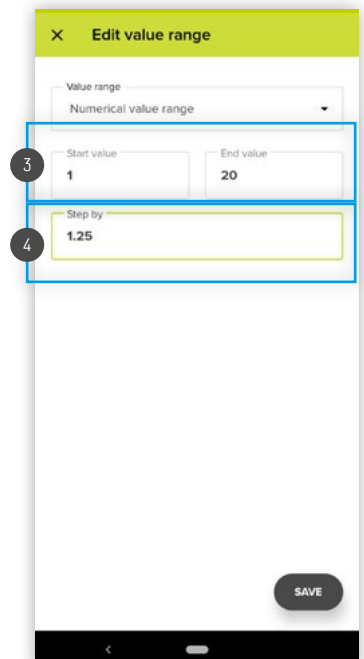 × Edit value range
Value range
Numerical value range
3
Start value End value
1 20
4
Step by
1.25
SAVE